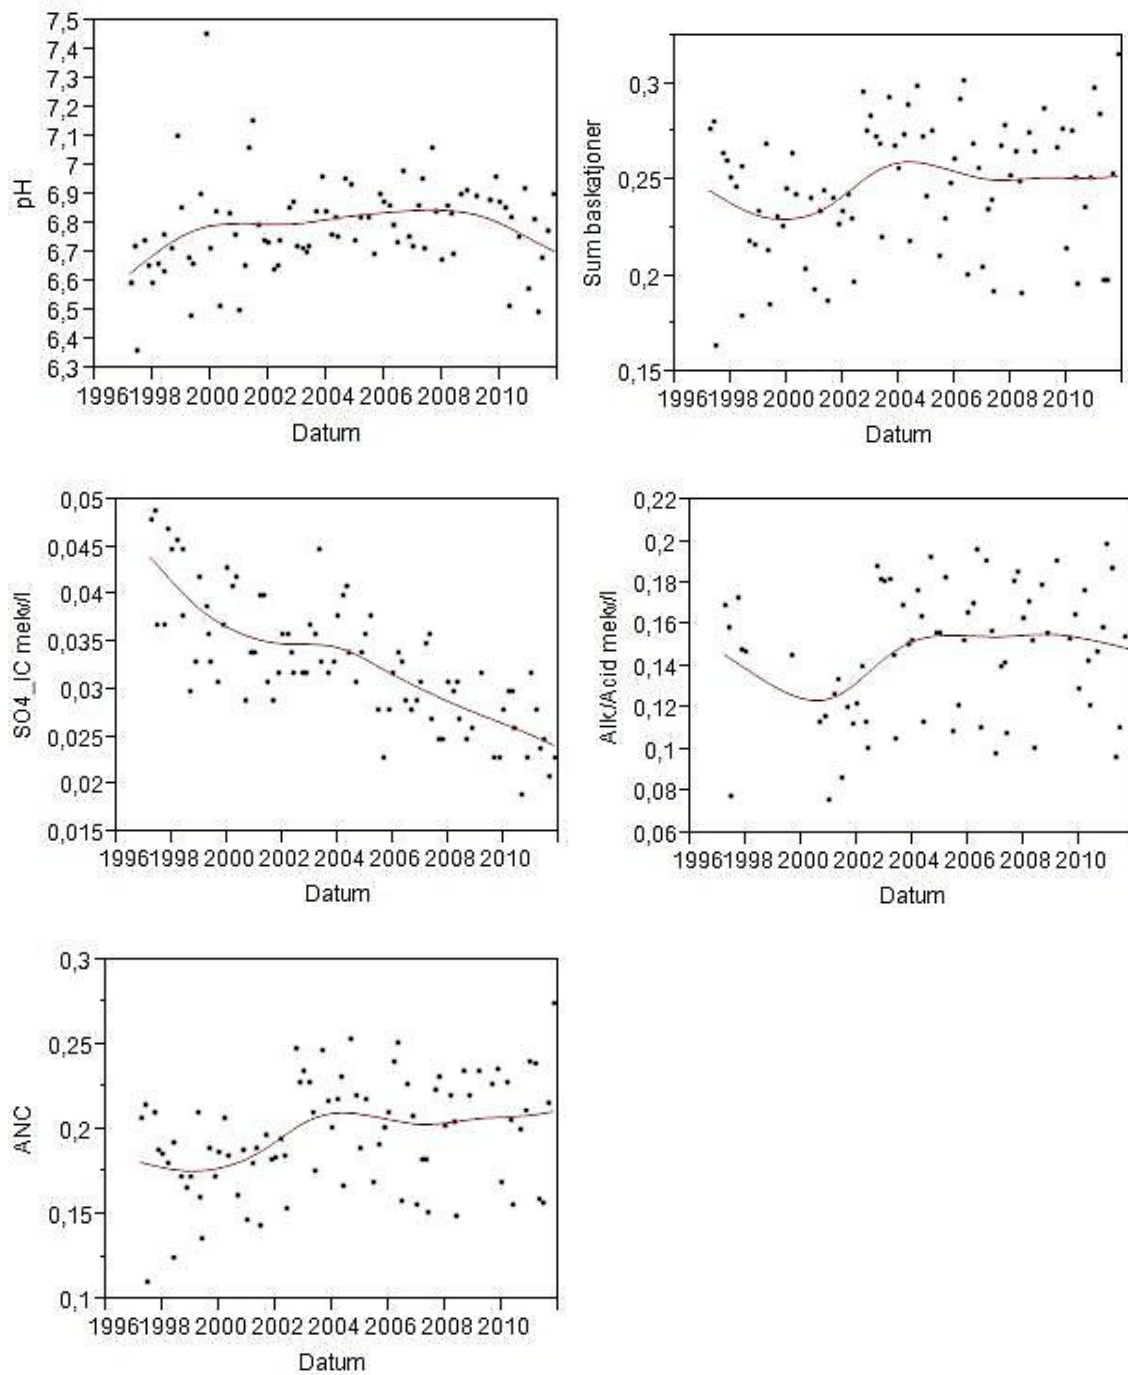 7,5
7,4
7,3
7,2
7,1
7
6,9
6,8
6,7
6,6
6,5
6,4
6,3
pH
1996 1998 2000 2002 2004 2006 2008 2010
Datum
0,3
0,25
0,2
0,15
Sum baskatjoner
1996 1998 2000 2002 2004 2006 2008 2010
Datum
0,05
0,045
0,04
0,035
0,03
0,025
0,02
0,015
SO4_IC mekv/l
1996 1998 2000 2002 2004 2006 2008 2010
Datum
0,22
0,2
0,18
0,16
0,14
0,12
0,1
0,08
0,06
Alk/Acid mekv/l
1996 1998 2000 2002 2004 2006 2008 2010
Datum
0,3
0,25
0,2
0,15
0,1
ANC
1996 1998 2000 2002 2004 2006 2008 2010
Datum